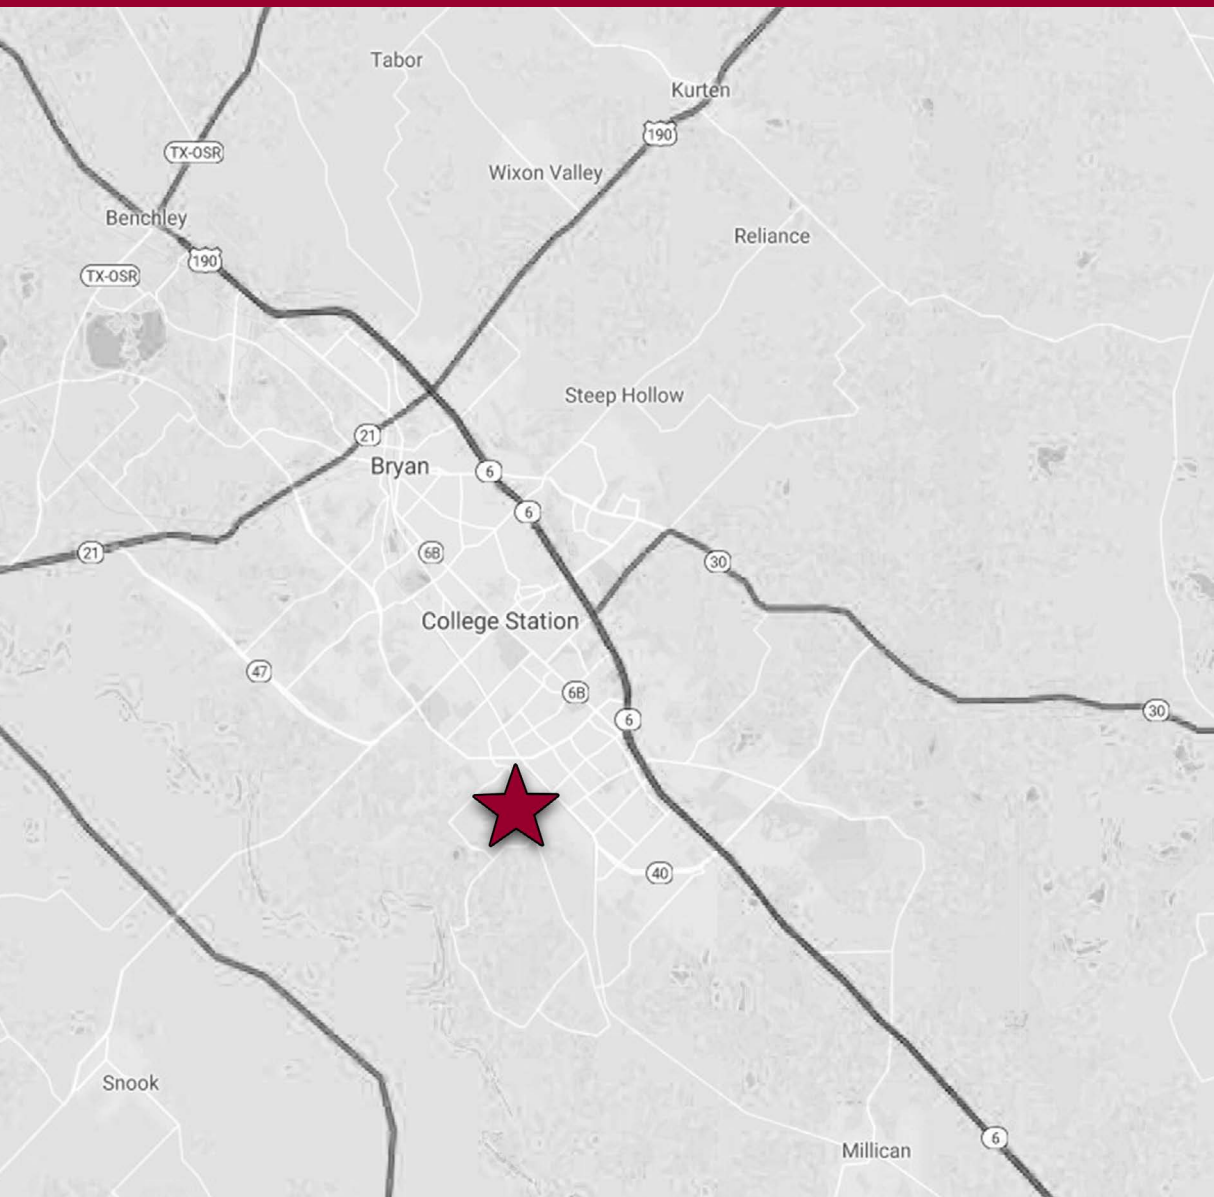 Tabor
Kurten
190
TX-OSR
Wixon Valley
Benchley
Reliance
190
TX-OSR
Steep Hollow
21
Bryan
6
6
21
6B
30
College Station
47
6B
30
6
40
Snook
6
Millican